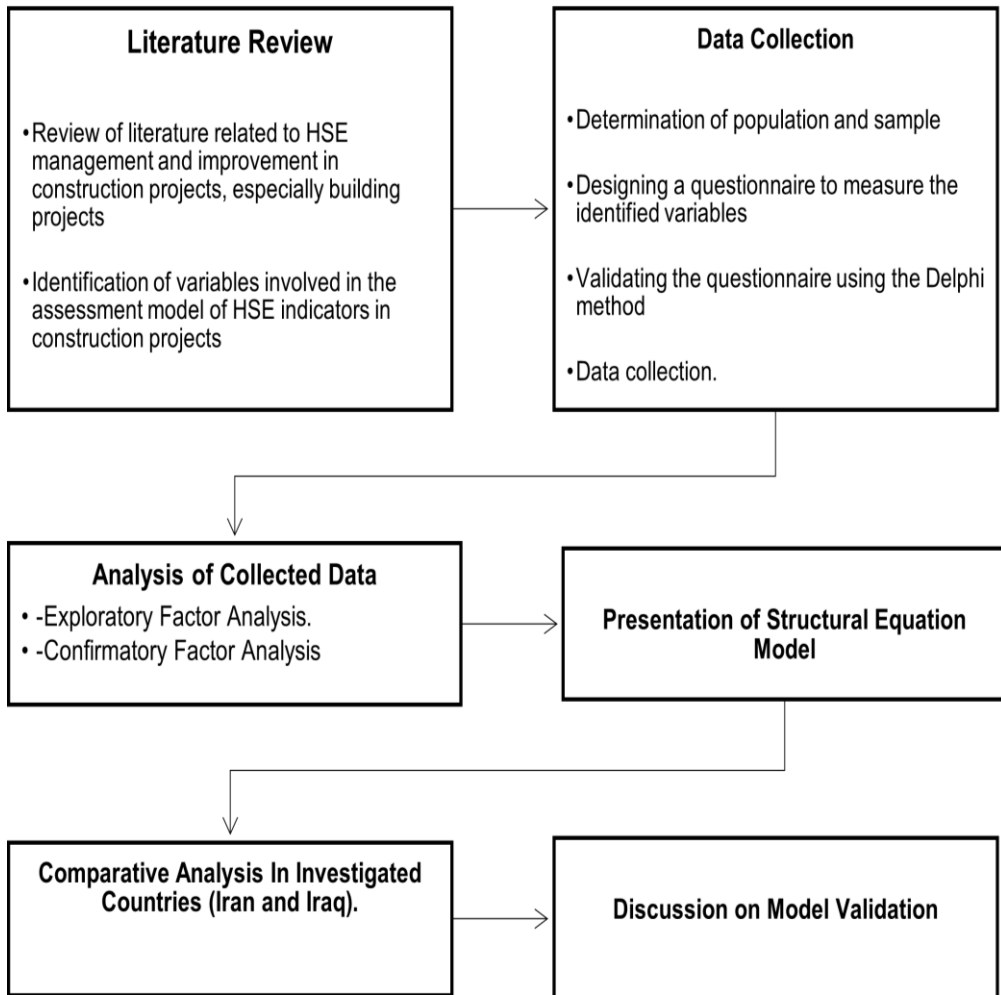 Literature Review
•Review of literature related to HSE
management and improvement in
construction projects, especially building
projects
•Identification of variables involved in the
assessment model of HSE indicators in
construction projects
Data Collection
•Determination of population and sample
•Designing a questionnaire to measure the
identified variables
•Validating the questionnaire using the Delphi
method
•Data collection.
Analysis of Collected Data
• -Exploratory Factor Analysis.
• -Confirmatory Factor Analysis
Presentation of Structural Equation
Model
Comparative Analysis In Investigated
Countries (Iran and Iraq).
Discussion on Model Validation